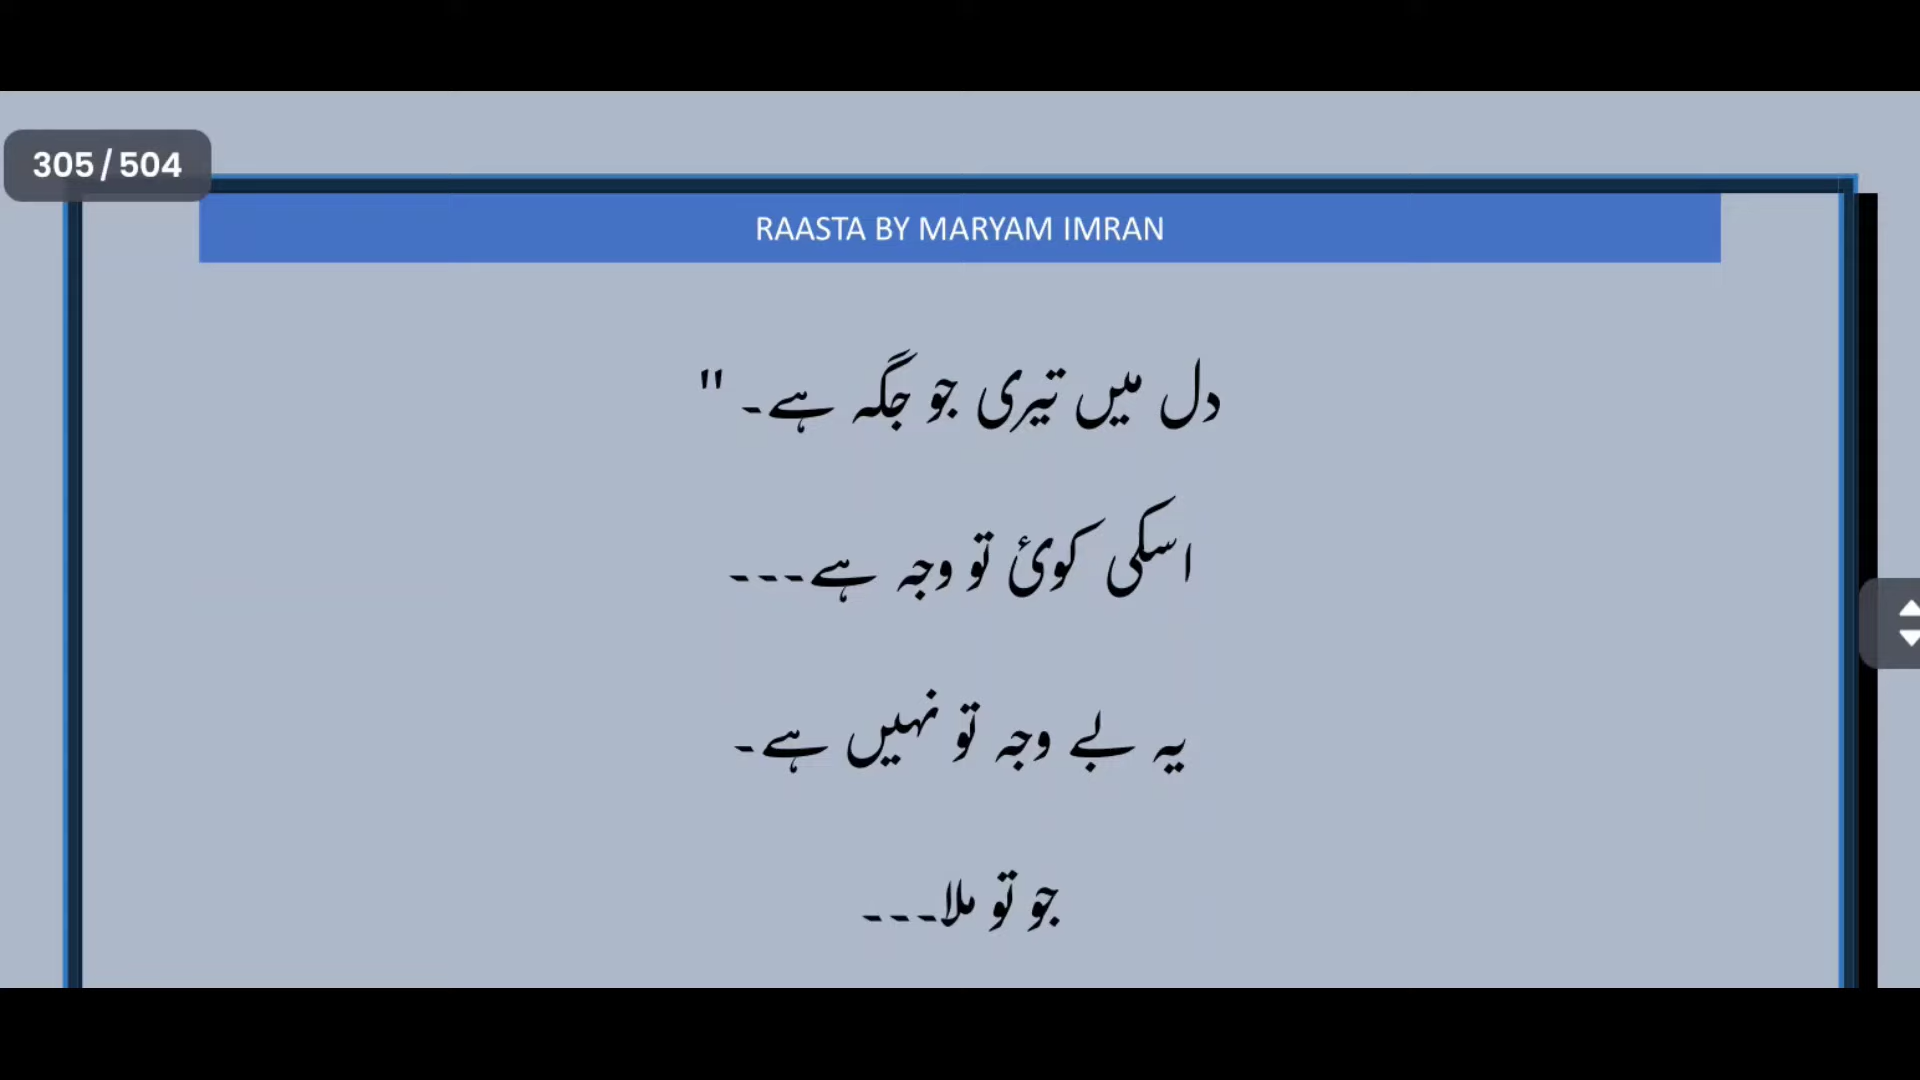 305/504
RAASTA BY MARYAM IMRAN
دل میں تیری جو جگہ ہے۔ "
اسکی کوئ تو وجہ ہے۔۔۔
یہ بے وجہ تو نہیں ہے۔
جو تو ملا۔۔۔